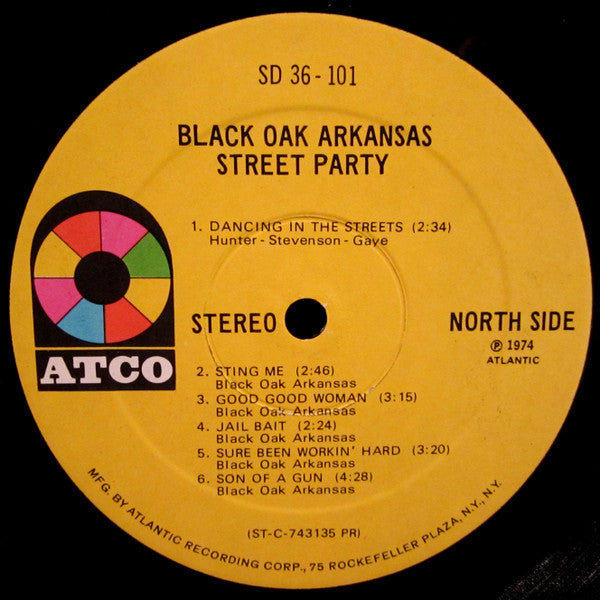 SD 36-101
BLACK OAK ARKANSAS
STREET PARTY
1. DANCING IN THE STREETS (2:34)
Hunter-Stevenson-Gaye
ATCO
STEREO
NORTH SIDE
Ⓟ 1974
ATLANTIC
2. STING ME (2:46)
Black Oak Arkansas
3. GOOD GOOD WOMAN (3:15)
Black Oak Arkansas
4. JAIL BAIT (2:24)
Black Oak Arkansas
5. SURE BEEN WORKIN' HARD (3:20)
Black Oak Arkansas
6. SON OF A GUN (4:28)
Black Oak Arkansas
(ST-C-743135 PR)
MFG. BY ATLANTIC RECORDING CORP., 75 ROCKEFELLER PLAZA, N.Y., N.Y.